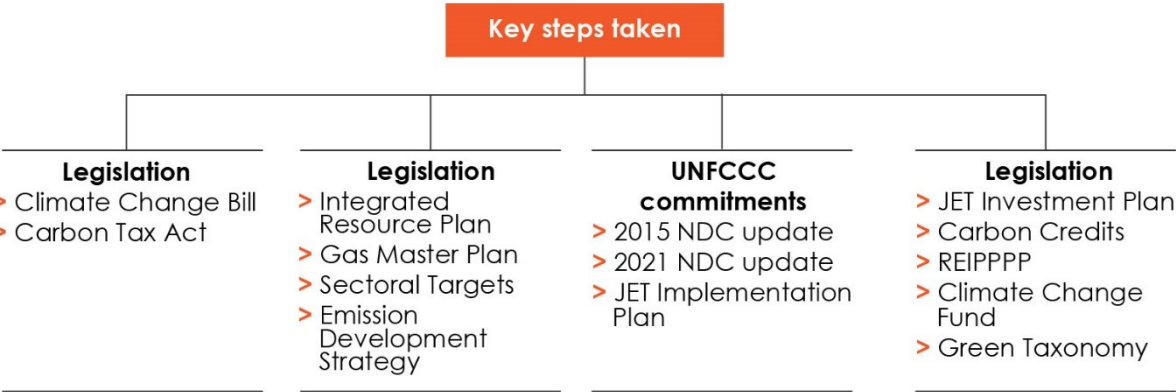 Key steps taken
Legislation
> Climate Change Bill
> Carbon Tax Act
Legislation
> Integrated
Resource Plan
> Gas Master Plan
> Sectoral Targets
> Emission
Development
Strategy
UNFCCC
commitments
> 2015 NDC update
> 2021 NDC update
> JET Implementation
Plan
Legislation
> JET Investment Plan
> Carbon Credits
> REIPPPP
> Climate Change
Fund
> Green Taxonomy